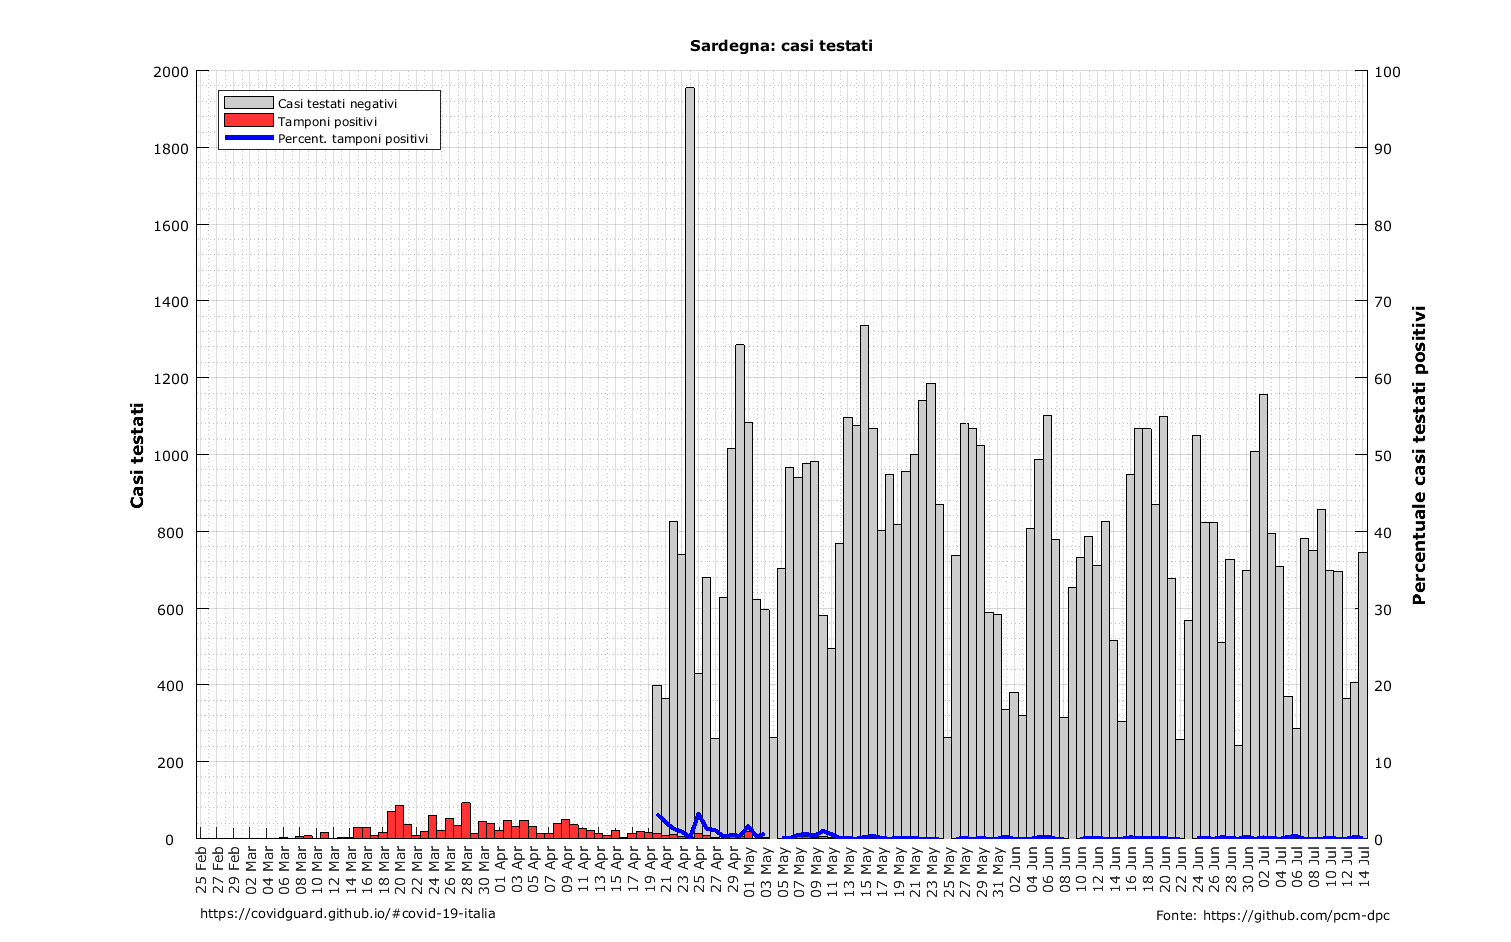 Sardegna: casi testati
Casi testati negativi
Tamponi positivi
Percent. tamponi positivi
Casi testati
2000
1800
1600
1400
1200
1000
800
600
400
200
0
100
90
80
70
60
50
40
30
20
10
0
Percentuale casi testati positivi
25 Feb
27 Feb
29 Feb
02 Mar
04 Mar
06 Mar
08 Mar
10 Mar
12 Mar
14 Mar
16 Mar
18 Mar
20 Mar
22 Mar
24 Mar
26 Mar
28 Mar
30 Mar
01 Apr
03 Apr
05 Apr
07 Apr
09 Apr
11 Apr
13 Apr
15 Apr
17 Apr
19 Apr
21 Apr
23 Apr
25 Apr
27 Apr
29 Apr
01 May
03 May
05 May
07 May
09 May
11 May
13 May
15 May
17 May
19 May
21 May
23 May
25 May
27 May
29 May
31 May
02 Jun
04 Jun
06 Jun
08 Jun
10 Jun
12 Jun
14 Jun
16 Jun
18 Jun
20 Jun
22 Jun
24 Jun
26 Jun
28 Jun
30 Jun
02 Jul
04 Jul
06 Jul
08 Jul
10 Jul
12 Jul
14 Jul
https://covidguard.github.io/#covid-19-italia
Fonte: https://github.com/pcm-dpc